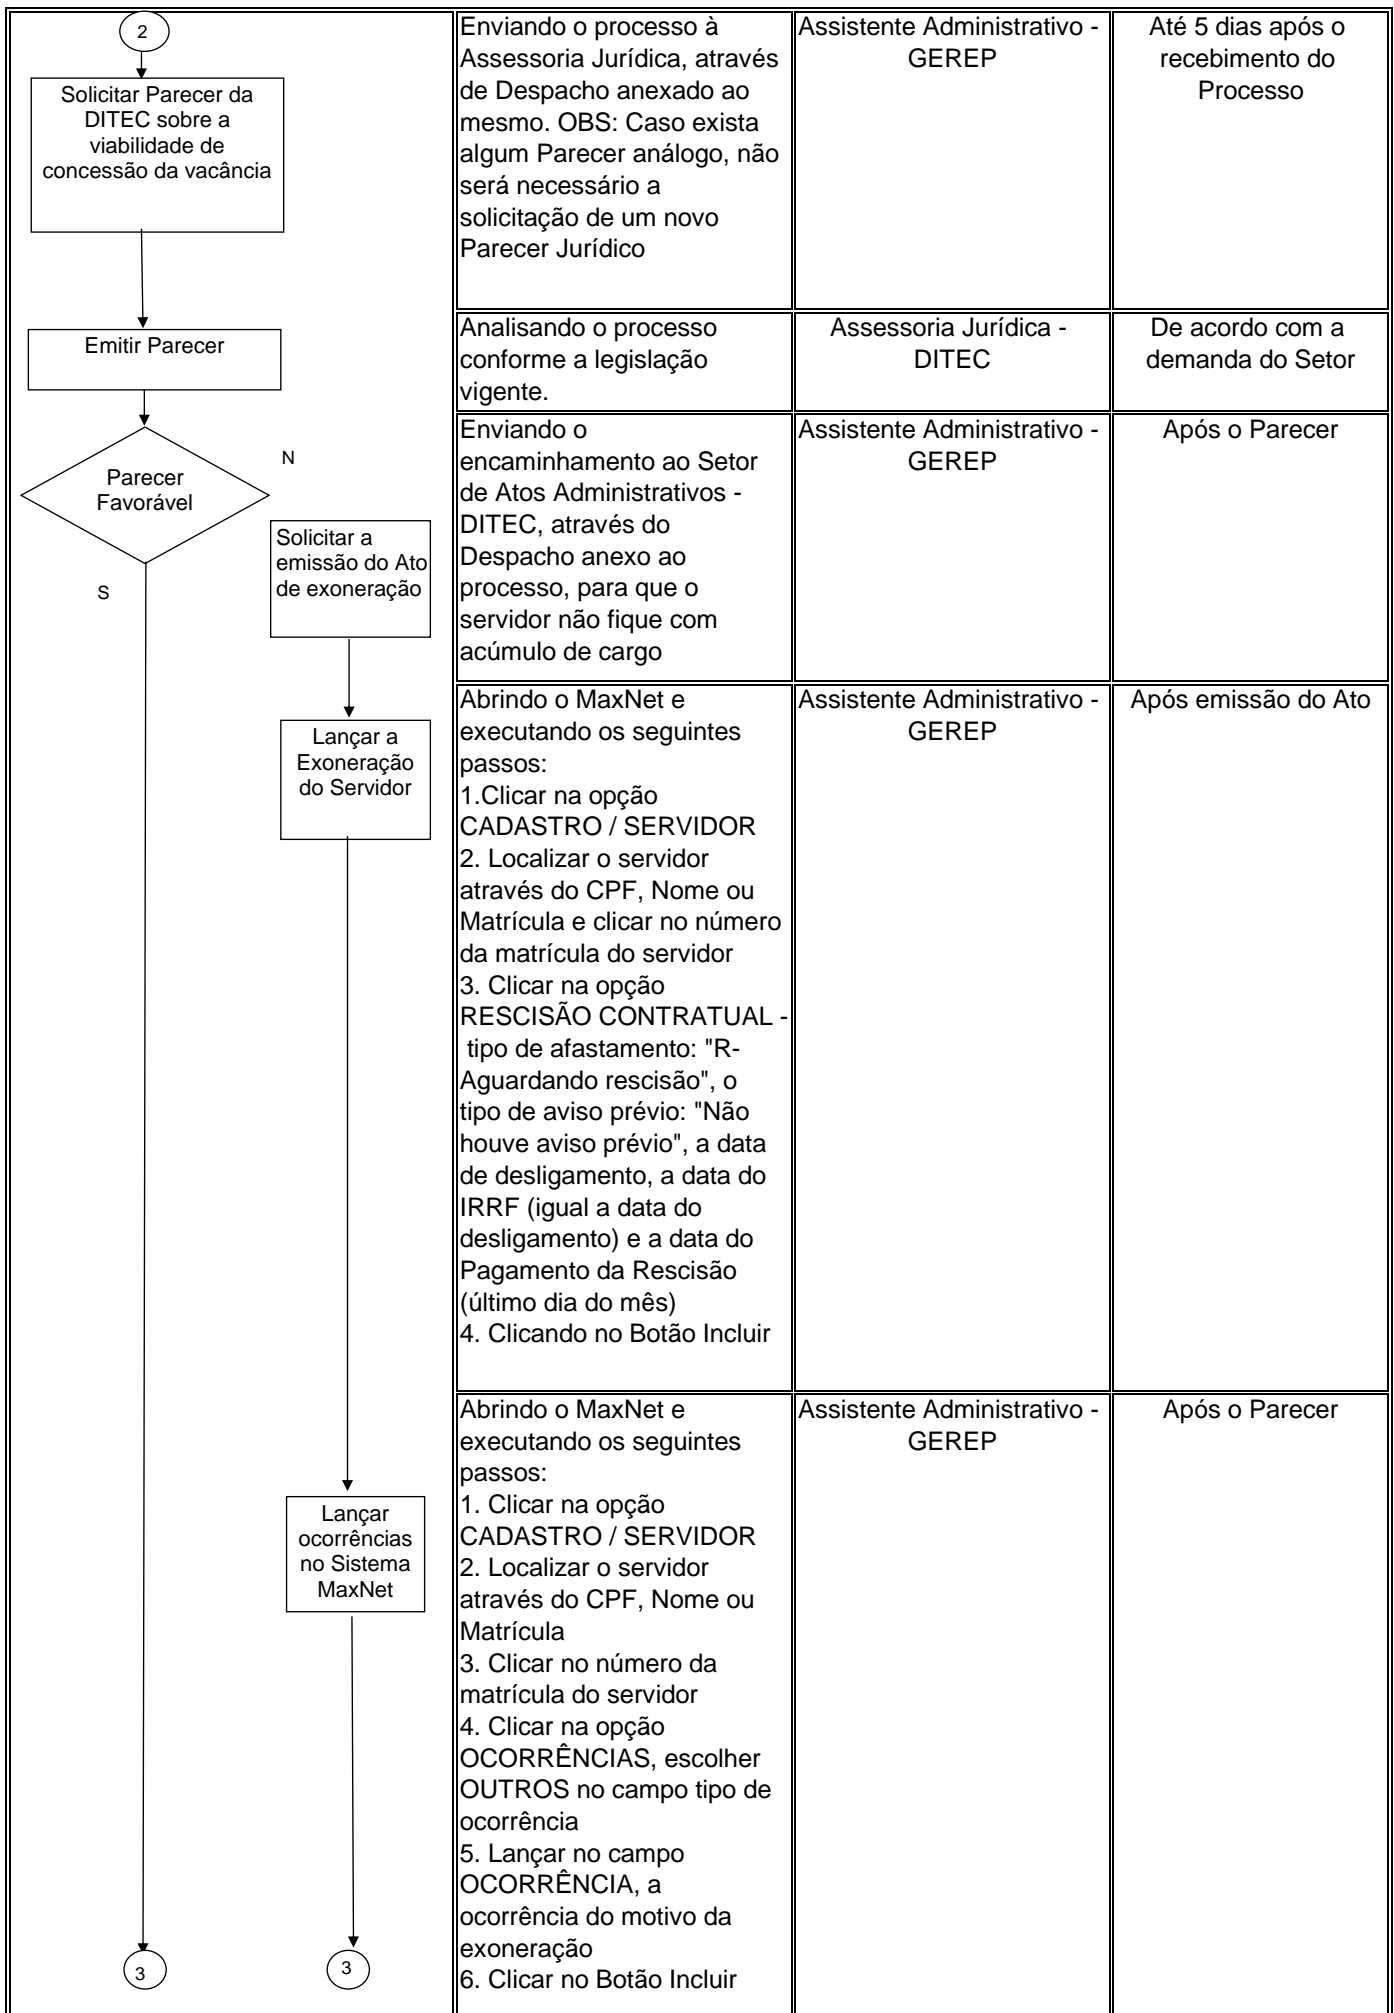 2
Solicitar Parecer da
DITEC sobre a
viabilidade de
concessão da vacância
Enviando o processo à
Assessoria Jurídica, através
de Despacho anexado ao
mesmo. OBS: Caso exista
algum Parecer análogo, não
será necessário a
solicitação de um novo
Parecer Jurídico
Assistente Administrativo -
GEREP
Até 5 dias após o
recebimento do
Processo
Emitir Parecer
Analisando o processo
conforme a legislação
vigente.
Assessoria Jurídica -
DITEC
De acordo com a
demanda do Setor
Parecer
Favorável
N
S
Solicitar a
emissão do Ato
de exoneração
Enviando o
encaminhamento ao Setor
de Atos Administrativos -
DITEC, através do
Despacho anexo ao
processo, para que o
servidor não fique com
acúmulo de cargo
Assistente Administrativo -
GEREP
Após o Parecer
Lançar a
Exoneração
do Servidor
Abrindo o MaxNet e
executando os seguintes
passos:
1.Clicar na opção
CADASTRO / SERVIDOR
2. Localizar o servidor
através do CPF, Nome ou
Matrícula e clicar no número
da matrícula do servidor
3. Clicar na opção
RESCISÃO CONTRATUAL -
tipo de afastamento: "R-
Aguardando rescisão", o
tipo de aviso prévio: "Não
houve aviso prévio", a data
de desligamento, a data do
IRRF (igual a data do
desligamento) e a data do
Pagamento da Rescisão
(último dia do mês)
4. Clicando no Botão Incluir
Assistente Administrativo -
GEREP
Após emissão do Ato
Lançar
ocorrências
no Sistema
MaxNet
Abrindo o MaxNet e
executando os seguintes
passos:
1. Clicar na opção
CADASTRO / SERVIDOR
2. Localizar o servidor
através do CPF, Nome ou
Matrícula
3. Clicar no número da
matrícula do servidor
4. Clicar na opção
OCORRÊNCIAS, escolher
OUTROS no campo tipo de
ocorrência
5. Lançar no campo
OCORRÊNCIA, a
ocorrência do motivo da
exoneração
6. Clicar no Botão Incluir
Assistente Administrativo -
GEREP
Após o Parecer
3
3